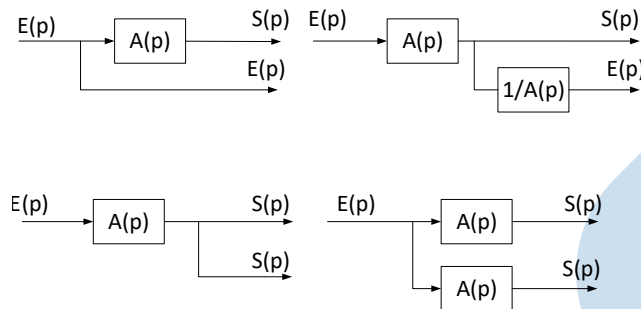 S(p) S(p)
E(p) A(p) E(p) A(p)
E(p) E(p)
1/A(p)
E(p) S(p) E(p) S(p)
A(p) A(p)
S(p) S(p)
A(p)